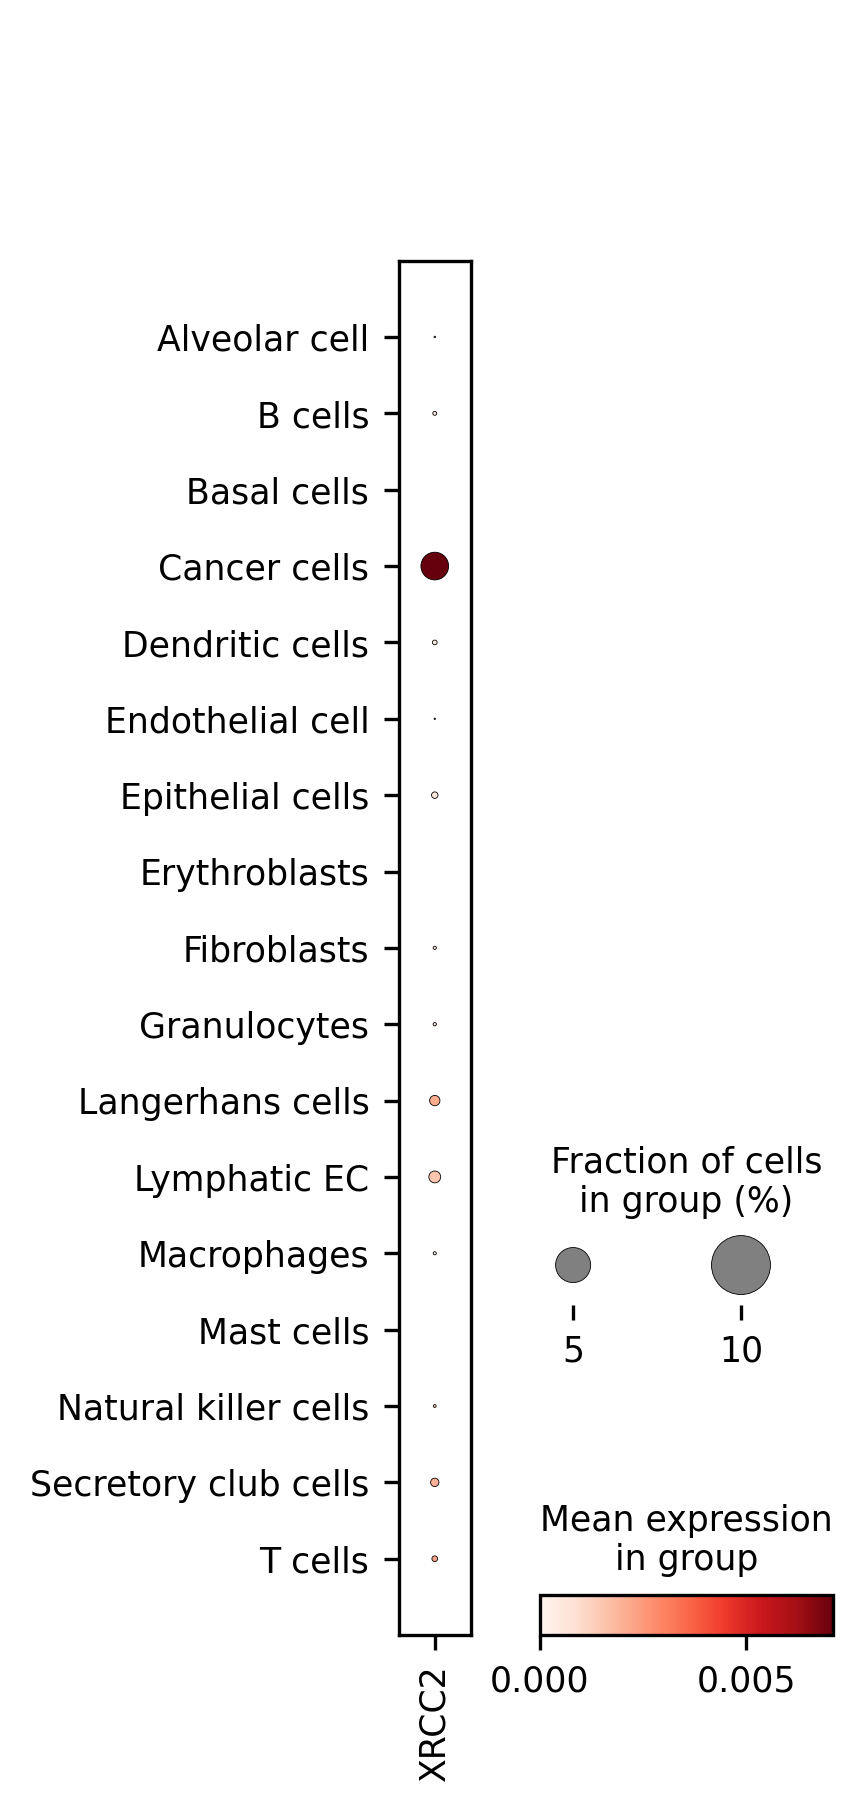 Alveolar cell
B cells
Basal cells
Cancer cells
Dendritic cells
Endothelial cell
Epithelial cells
Erythroblasts
Fibroblasts
Granulocytes
Langerhans cells
Lymphatic EC
Macrophages
Mast cells
Natural killer cells
Secretory club cells
T cells
XRCC2
Fraction of cells
in group (%)
5 10
Mean expression
in group
0.000 0.005